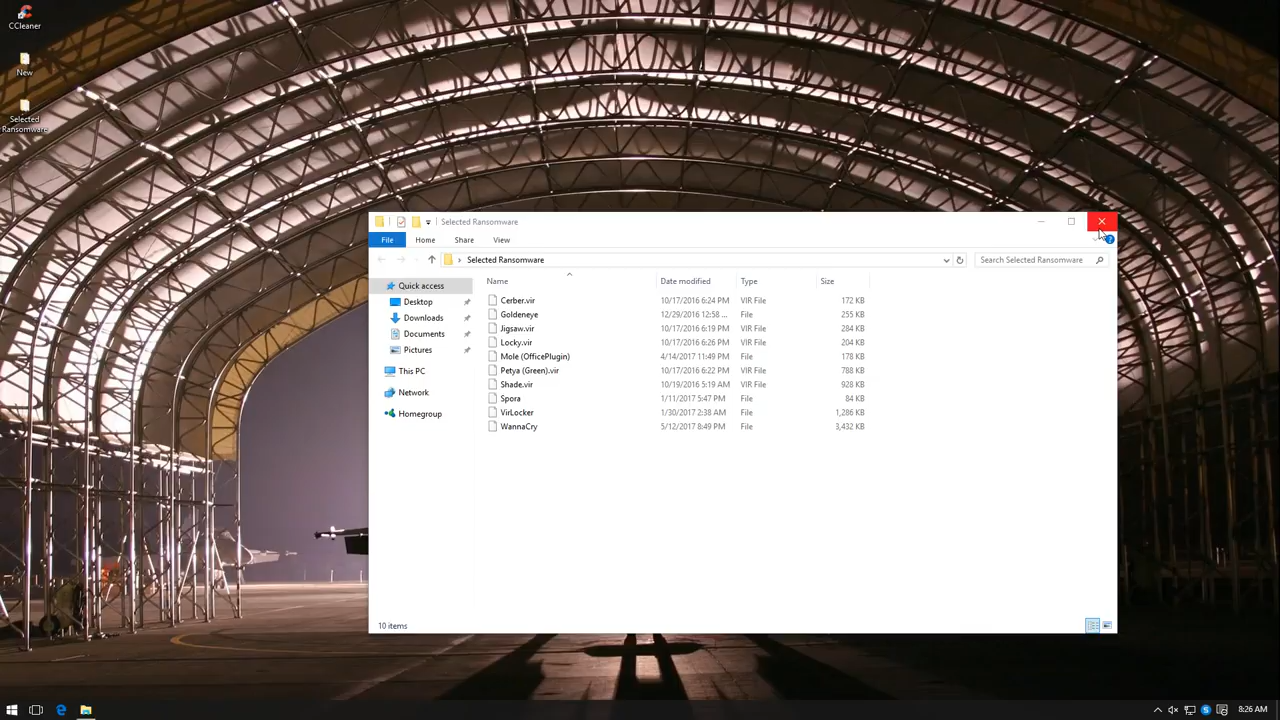 CCleaner
New
Selected
Ransomware
Selected Ransomware
File Home Share View
Selected Ransomware
Search Selected Ransomware
Quick access
Desktop
Downloads
Documents
Pictures
This PC
Network
Homegroup
Name Date modified Type Size
Cerber.vir 10/17/2016 6:24 PM VIR File 172 KB
Goldeneye 12/29/2016 12:58 ... File 255 KB
Jigsaw.vir 10/17/2016 6:19 PM VIR File 284 KB
Locky.vir 10/17/2016 6:26 PM VIR File 204 KB
Mole (OfficePlugin) 4/14/2017 11:49 PM File 178 KB
Petya (Green).vir 10/17/2016 6:22 PM VIR File 788 KB
Shade.vir 10/19/2016 5:19 AM VIR File 928 KB
Spora 1/11/2017 5:47 PM File 84 KB
VirLocker 1/30/2017 2:38 AM File 1,286 KB
WannaCry 5/12/2017 8:49 PM File 3,432 KB
10 items
8:26 AM